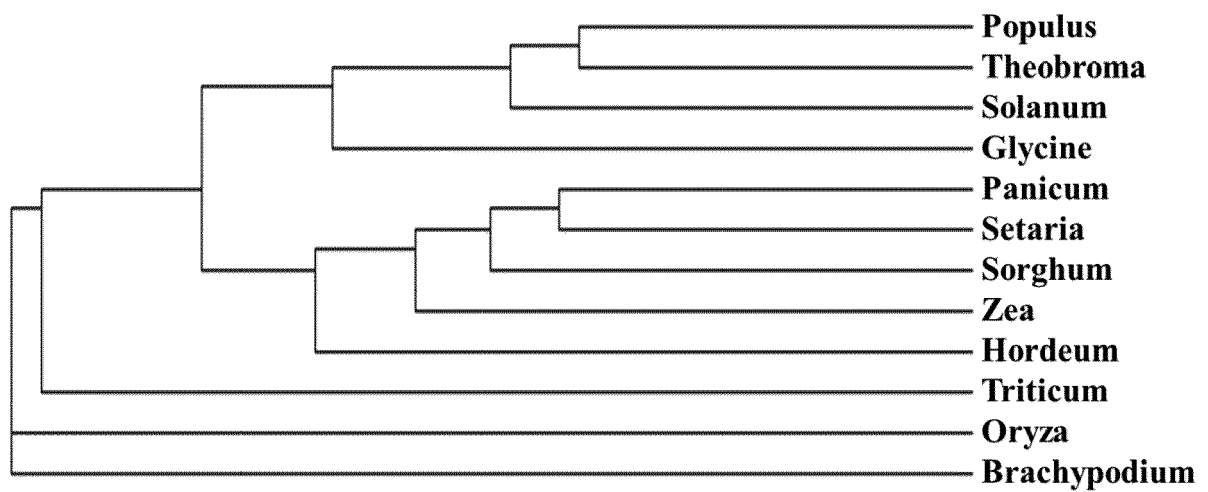 Populus
Theobroma
Solanum
Glycine
Panicum
Setaria
Sorghum
Zea
Hordeum
Triticum
Oryza
Brachypodium